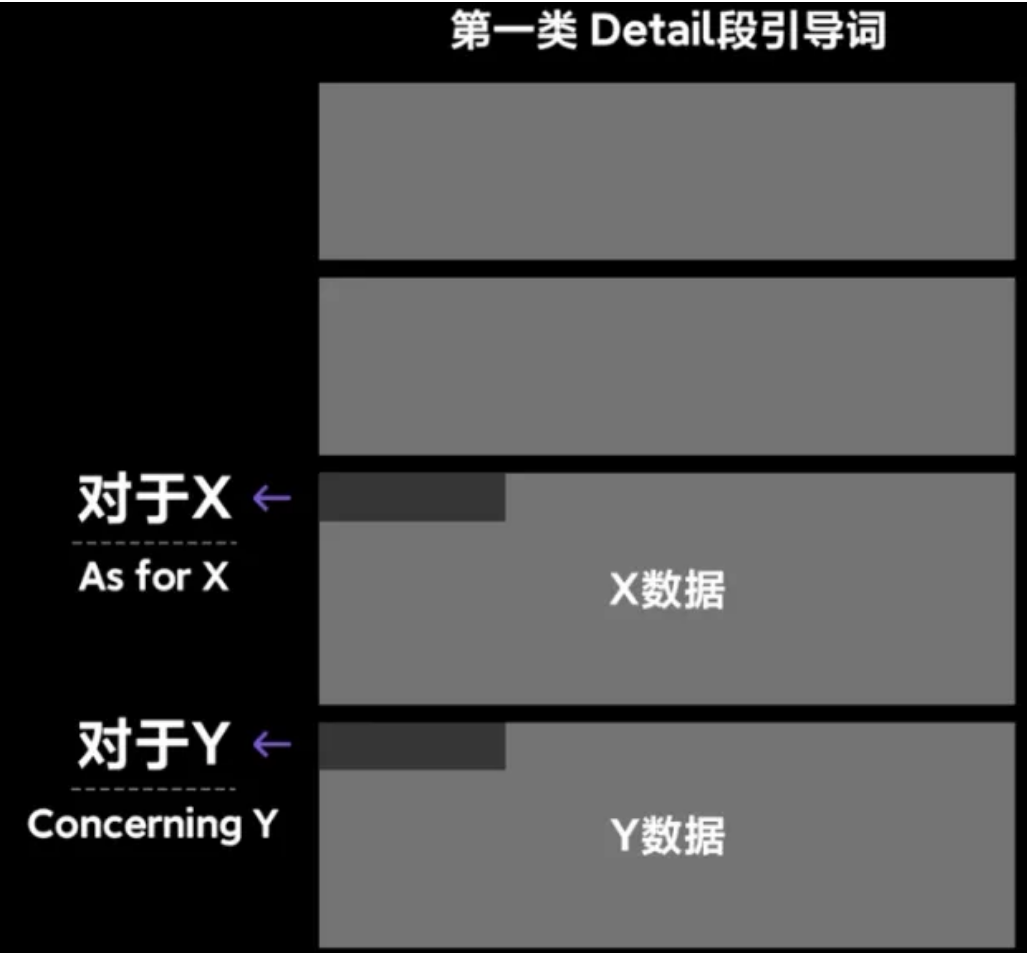 第一类 Detail段引导词
对于X ←
As for X
X数据
对于Y ←
Concerning Y
Y数据